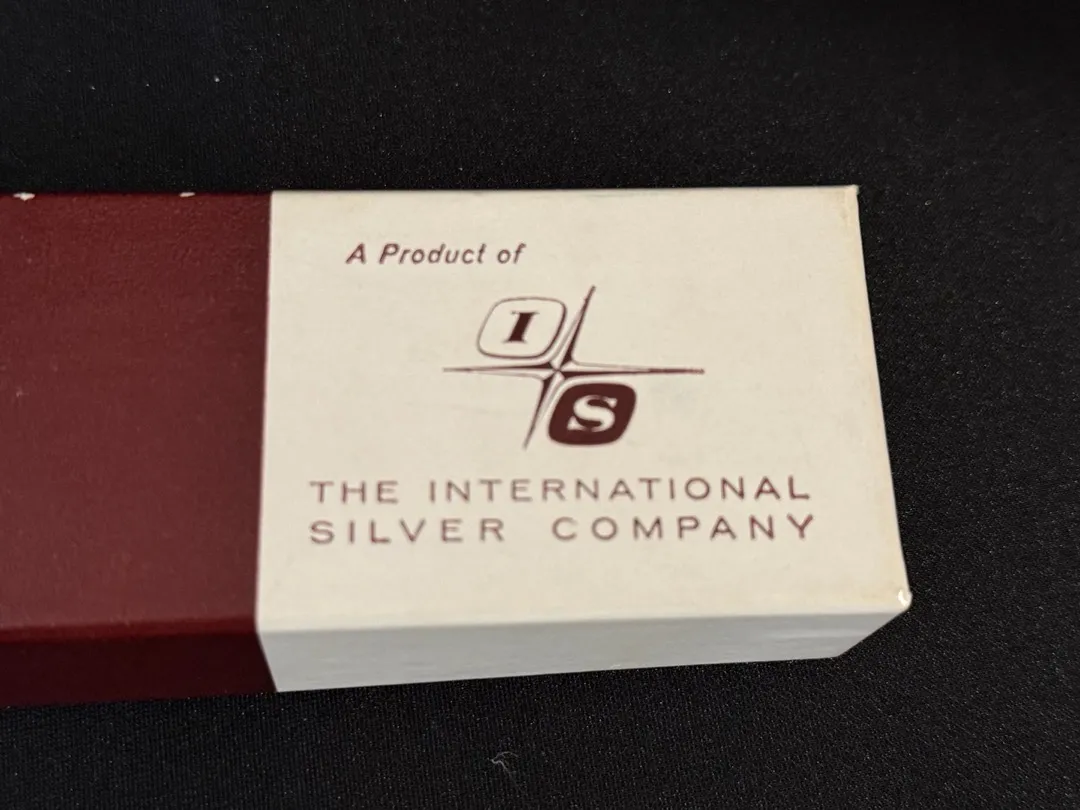 A Product of
I
S
THE INTERNATIONAL
SILVER COMPANY